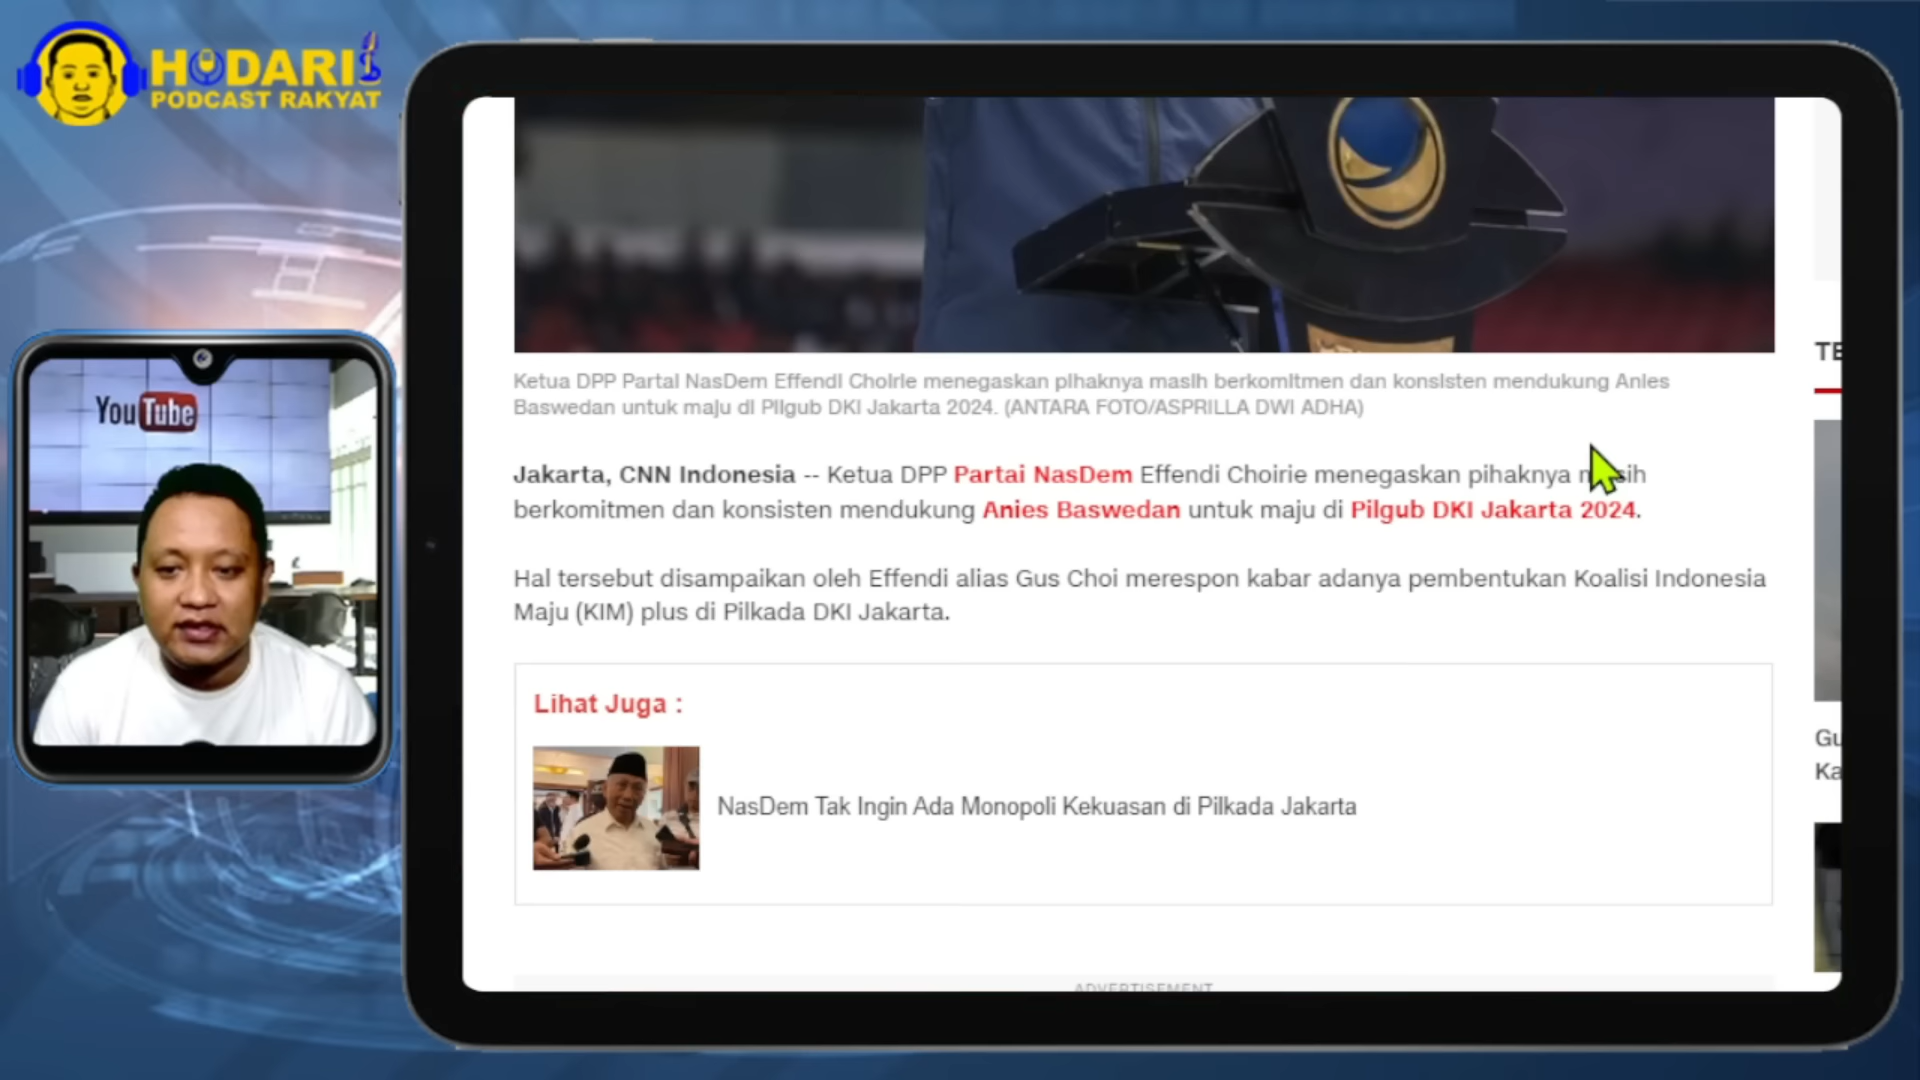 HODARI
PODCAST RAKYAT
YouTube
Ketua DPP Partai NasDem Effendi Choirie menegaskan pihaknya masih berkomitmen dan konsisten mendukung Anies
Baswedan untuk maju di Pilgub DKI Jakarta 2024. (ANTARA FOTO/ASPRILLA DWI ADHA)
Jakarta, CNN Indonesia -- Ketua DPP Partai NasDem Effendi Choirie menegaskan pihaknya masih
berkomitmen dan konsisten mendukung Anies Baswedan untuk maju di Pilgub DKI Jakarta 2024.
Hal tersebut disampaikan oleh Effendi alias Gus Choi merespon kabar adanya pembentukan Koalisi Indonesia
Maju (KIM) plus di Pilkada DKI Jakarta.
Lihat Juga :
NasDem Tak Ingin Ada Monopoli Kekuasan di Pilkada Jakarta
ADVERTISEMENT
TE
Gu
Ka